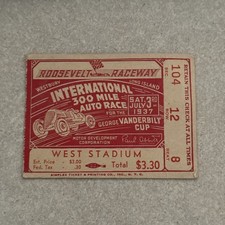 ROOSEVELT RACEWAY
WESTBURY LONG ISLAND
INTERNATIONAL
300 MILE
AUTO RACE
SAT. JULY 3RD
1937
FOR THE
GEORGE VANDERBILT
CUP
MOTOR DEVELOPMENT
CORPORATION
WEST STADIUM
Est. Price - $3.00
Fed. Tax - .30
Total $3.30
RETAIN THIS CHECK AT ALL TIMES
104
12
8